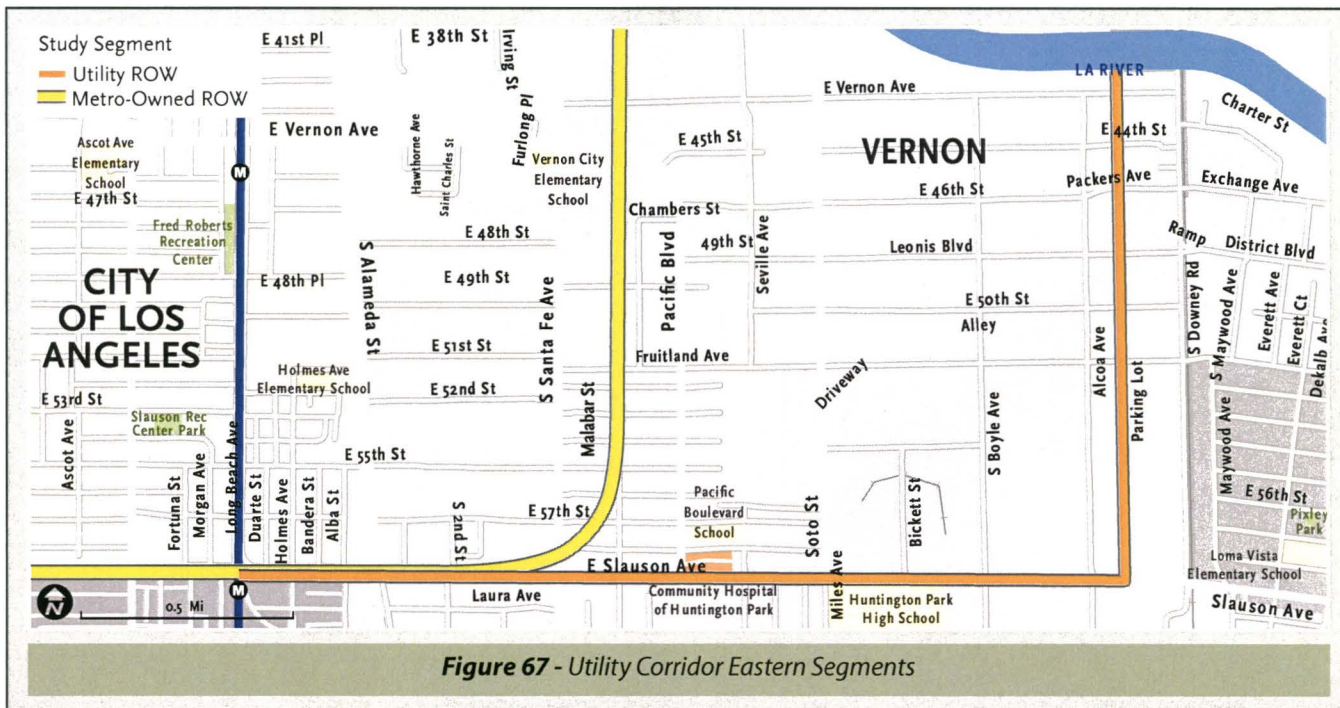 Study Segment
Utility ROW
Metro-Owned ROW
E 41st Pl
E 38th St
Irving St
Furlong Pl
LA RIVER
E Vernon Ave
Charter St
E Vernon Ave
E 44th St
Ascot Ave
Elementary
School
M
Hawthorne Ave
Saint Charles St
Vernon City
Elementary
School
E 45th St
VERNON
E 47th St
E 46th St
Packers Ave
Exchange Ave
Fred Roberts
Recreation
Center
Chambers St
S Alameda St
E 48th St
Pacific Blvd
49th St
Seville Ave
Leonis Blvd
Ramp
District Blvd
CITY
OF LOS
ANGELES
E 48th Pl
E 49th St
S Santa Fe Ave
E 50th St
Alley
S Downey Rd
S Maywood Ave
Everett Ave
Everett Ct
Dekalb Ave
E 51st St
Fruitland Ave
Alcoa Ave
Parking Lot
Holmes Ave
Elementary School
E 52nd St
Malabar St
Driveway
E 53rd St
Slauson Rec
Center Park
S Boyle Ave
Maywood Ave
Ascot Ave
E 55th St
Fortuna St
Morgan Ave
Long Beach Ave
Duarte St
Holmes Ave
Bandera St
Alba St
S 2nd St
E 57th St
Pacific
Boulevard
School
Soto St
Bickett St
E 56th St
Pixley
Park
E Slauson Ave
Loma Vista
Elementary School
N
0.5 Mi
M
Laura Ave
Community Hospital
of Huntington Park
Miles Ave
Huntington Park
High School
Slauson Ave
Figure 67 - Utility Corridor Eastern Segments